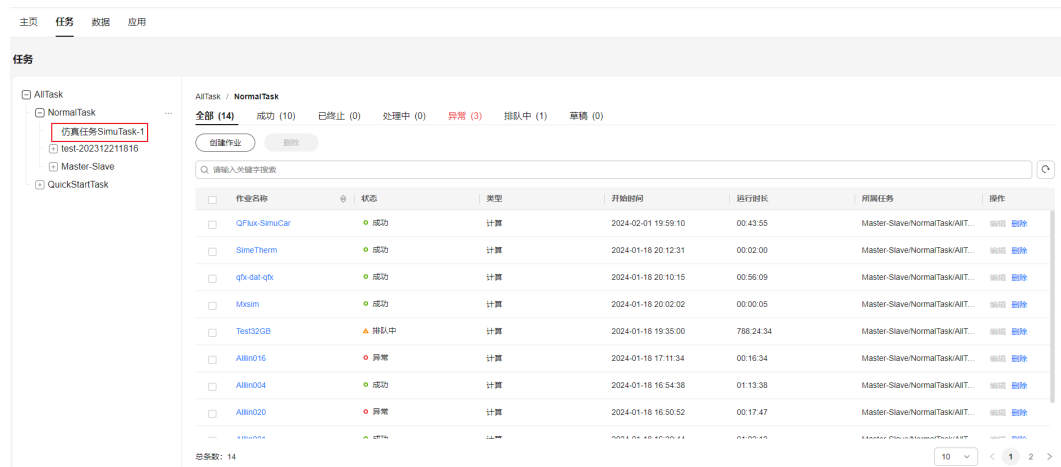 主页 任务 数据 应用
任务
AllTask
NormalTask ...
仿真任务SimuTask-1
test-202312211816
Master-Slave
QuickStartTask
AllTask / NormalTask
全部 (14) 成功 (10) 已终止 (0) 处理中 (0) 异常 (3) 排队中 (1) 草稿 (0)
创建作业 删除
请输入关键字搜索
作业名称 状态 类型 开始时间 运行时长 所属任务 操作
QFlux-SimuCar 成功 计算 2024-02-01 19:59:10 00:43:55 Master-Slave/NormalTask/AllT... 编辑 删除
SimeTherm 成功 计算 2024-01-18 20:12:31 00:02:00 Master-Slave/NormalTask/AllT... 编辑 删除
qfx-dat-qfx 成功 计算 2024-01-18 20:10:15 00:56:09 Master-Slave/NormalTask/AllT... 编辑 删除
Mxsim 成功 计算 2024-01-18 20:02:02 00:00:05 Master-Slave/NormalTask/AllT... 编辑 删除
Test32GB 排队中 计算 2024-01-18 19:35:00 788:24:34 Master-Slave/NormalTask/AllT... 编辑 删除
Alllin016 异常 计算 2024-01-18 17:11:34 00:16:34 Master-Slave/NormalTask/AllT... 编辑 删除
Alllin004 成功 计算 2024-01-18 16:54:38 01:13:38 Master-Slave/NormalTask/AllT... 编辑 删除
Alllin020 异常 计算 2024-01-18 16:50:52 00:17:47 Master-Slave/NormalTask/AllT... 编辑 删除
总条数: 14 10 1 2